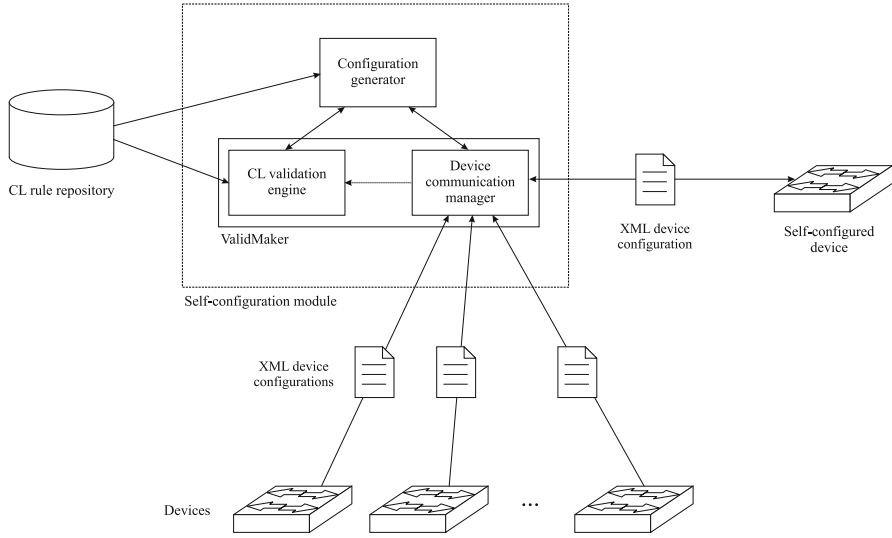 Configuration
generator
CL rule repository
CL validation
engine
Device
communication
manager
ValidMaker
XML device
configuration
Self-configured
device
Self-configuration module
XML device
configurations
Devices
...